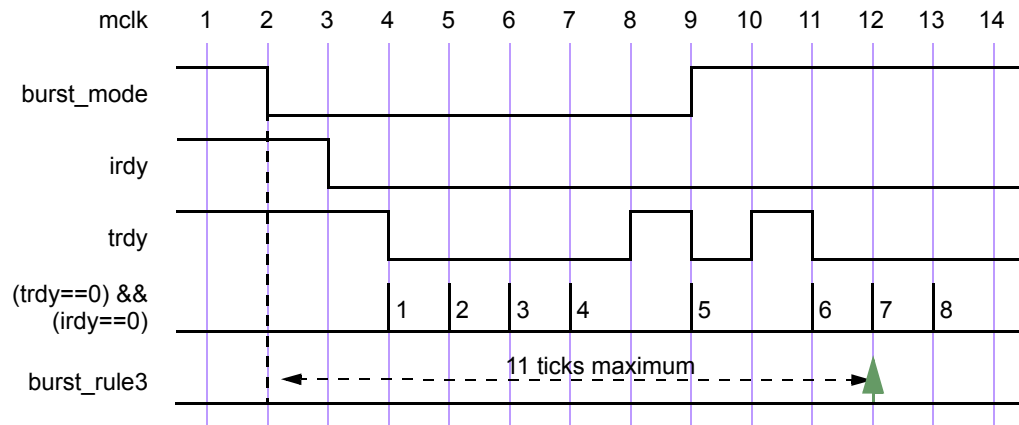 mclk 1 2 3 4 5 6 7 8 9 10 11 12 13 14
burst_mode
irdy
trdy
(trdy==0) &&
(irdy==0)
1 2 3 4 5 6 7 8
11 ticks maximum
burst_rule3